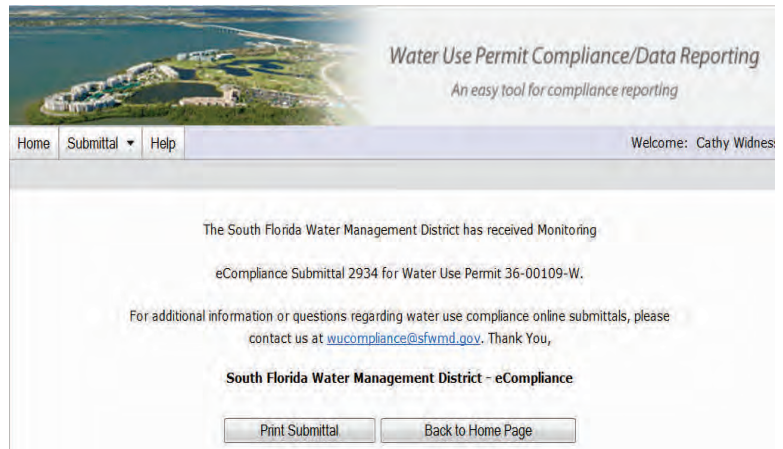 Water Use Permit Compliance/Data Reporting
An easy tool for compliance reporting
Home Submittal Help Welcome: Cathy Widness
The South Florida Water Management District has received Monitoring
eCompliance Submittal 2934 for Water Use Permit 36-00109-W.
For additional information or questions regarding water use compliance online submittals, please
contact us at wucompliance@sfwmd.gov. Thank You,
South Florida Water Management District - eCompliance
Print Submittal Back to Home Page